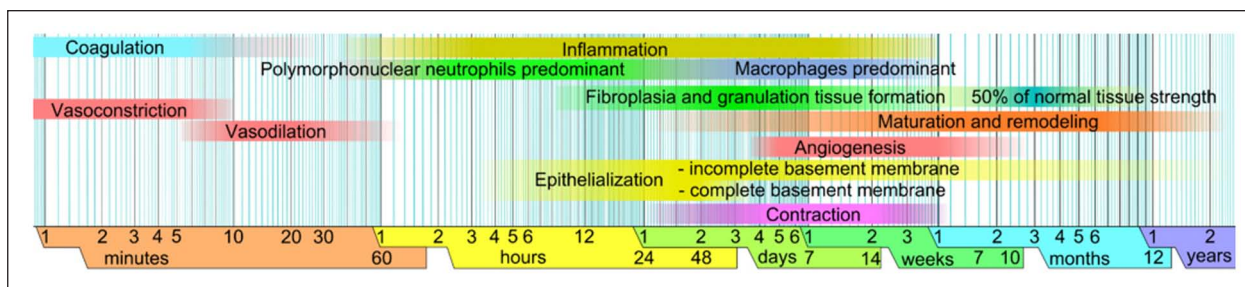 Coagulation Inflammation
Polymorphonuclear neutrophils predominant Macrophages predominant
Vasoconstriction Fibroplasia and granulation tissue formation 50% of normal tissue strength
Vasodilation Maturation and remodeling
Angiogenesis
Epithelialization - incomplete basement membrane
- complete basement membrane
Contraction
1 2 3 4 5 10 20 30 1 2 3 4 5 6 12 1 2 3 4 5 6 1 2 3 1 2 3 4 5 6 1 2
minutes 60 hours 24 48 days 7 14 weeks 7 10 months 12 years